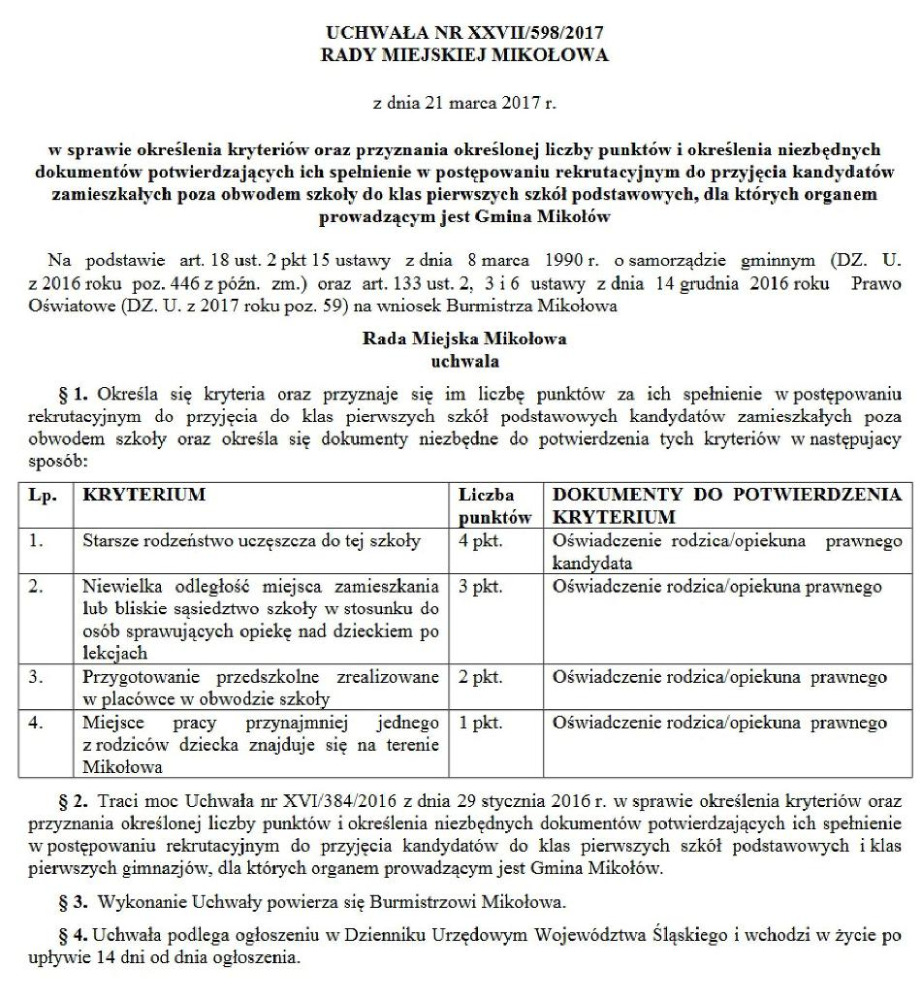 UCHWAŁA NR XXVII/598/2017
RADY MIEJSKIEJ MIKOŁOWA
z dnia 21 marca 2017 r.
w sprawie określenia kryteriów oraz przyznania określonej liczby punktów i określenia niezbędnych
dokumentów potwierdzających ich spełnienie w postępowaniu rekrutacyjnym do przyjęcia kandydatów
zamieszkałych poza obwodem szkoły do klas pierwszych szkół podstawowych, dla których organem
prowadzącym jest Gmina Mikołów
Na podstawie art. 18 ust. 2 pkt 15 ustawy z dnia 8 marca 1990 r. o samorządzie gminnym (DZ. U.
z 2016 roku poz. 446 z późn. zm.) oraz art. 133 ust. 2, 3 i 6 ustawy z dnia 14 grudnia 2016 roku Prawo
Oświatowe (DZ. U. z 2017 roku poz. 59) na wniosek Burmistrza Mikołowa
Rada Miejska Mikołowa
uchwala
§ 1. Określa się kryteria oraz przyznaje się im liczbę punktów za ich spełnienie w postępowaniu
rekrutacyjnym do przyjęcia do klas pierwszych szkół podstawowych kandydatów zamieszkałych poza
obwodem szkoły oraz określa się dokumenty niezbędne do potwierdzenia tych kryteriów w następujacy
sposób:
Lp. KRYTERIUM Liczba punktów DOKUMENTY DO POTWIERDZENIA KRYTERIUM
1. Starsze rodzeństwo uczęszcza do tej szkoły 4 pkt. Oświadczenie rodzica/opiekuna prawnego
kandydata
2. Niewielka odległość miejsca zamieszkania 3 pkt. Oświadczenie rodzica/opiekuna prawnego
lub bliskie sąsiedztwo szkoły w stosunku do
osób sprawujących opiekę nad dzieckiem po
lekcjach
3. Przygotowanie przedszkolne zrealizowane 2 pkt. Oświadczenie rodzica/opiekuna prawnego
w placówce w obwodzie szkoły
4. Miejsce pracy przynajmniej jednego 1 pkt. Oświadczenie rodzica/opiekuna prawnego
z rodziców dziecka znajduje się na terenie
Mikołowa
§ 2. Traci moc Uchwała nr XVI/384/2016 z dnia 29 stycznia 2016 r. w sprawie określenia kryteriów oraz
przyznania określonej liczby punktów i określenia niezbędnych dokumentów potwierdzających ich spełnienie
w postępowaniu rekrutacyjnym do przyjęcia kandydatów do klas pierwszych szkół podstawowych i klas
pierwszych gimnazjów, dla których organem prowadzącym jest Gmina Mikołów.
§ 3. Wykonanie Uchwały powierza się Burmistrzowi Mikołowa.
§ 4. Uchwała podlega ogłoszeniu w Dzienniku Urzędowym Województwa Śląskiego i wchodzi w życie po
upływie 14 dni od dnia ogłoszenia.